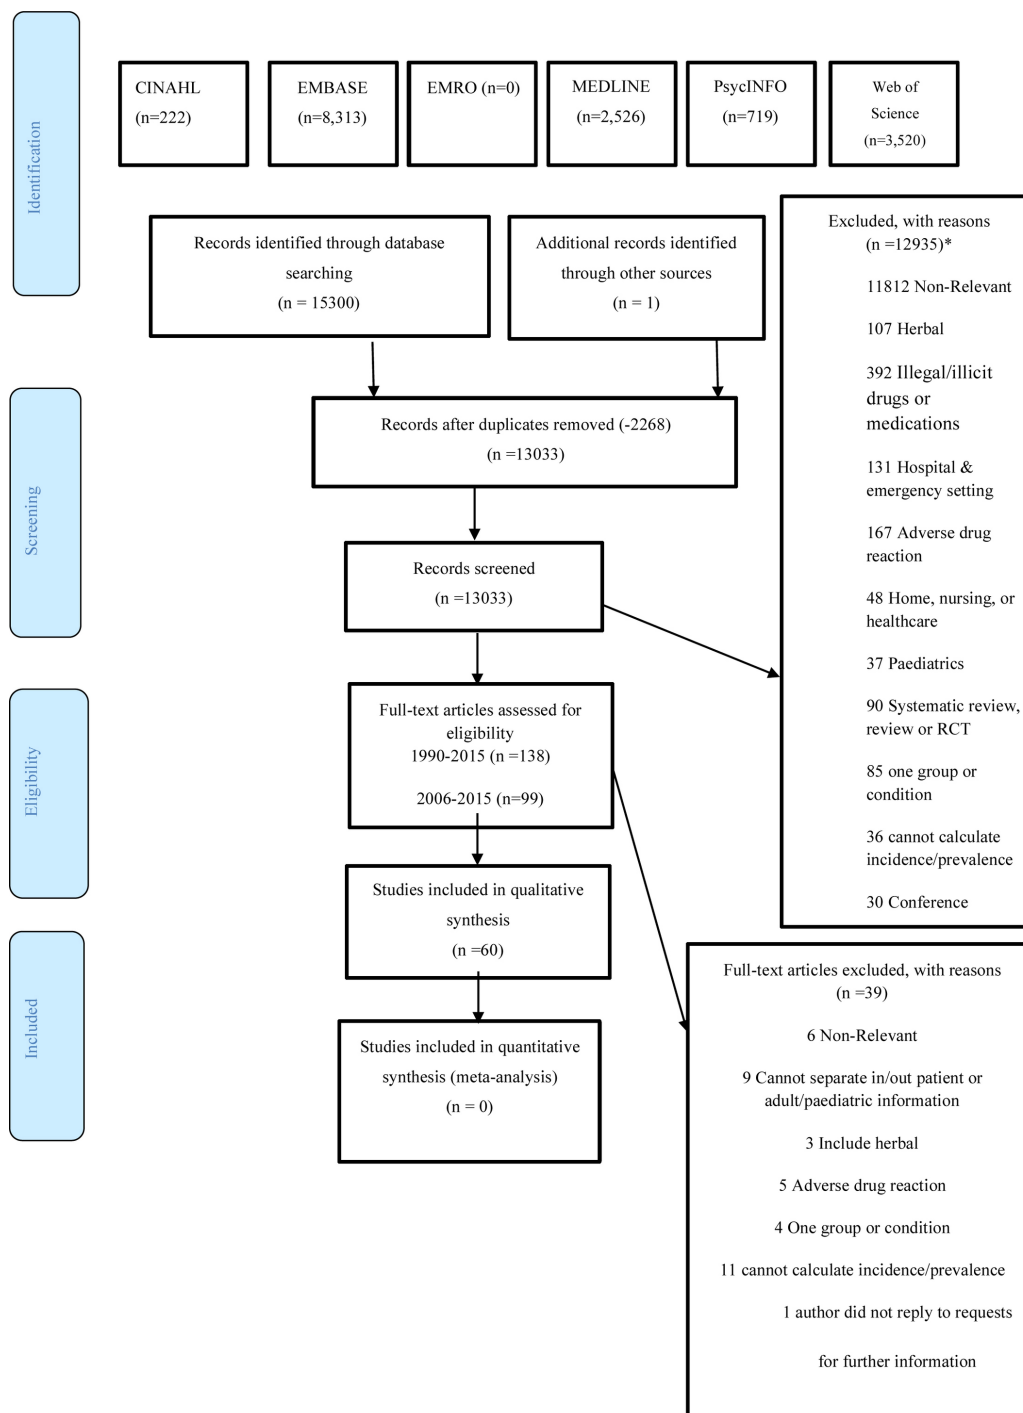 Identification
CINAHL
(n=222)
EMBASE
(n=8,313)
EMRO (n=0)
MEDLINE
(n=2,526)
PsycINFO
(n=719)
Web of
Science
(n=3,520)
Records identified through database
searching
(n = 15300)
Additional records identified
through other sources
(n = 1)
Excluded, with reasons
(n =12935)*
11812 Non-Relevant
107 Herbal
392 Illegal/illicit
drugs or
medications
131 Hospital &
emergency setting
167 Adverse drug
reaction
48 Home, nursing, or
healthcare
37 Paediatrics
90 Systematic review,
review or RCT
85 one group or
condition
36 cannot calculate
incidence/prevalence
30 Conference
Screening
Records after duplicates removed (-2268)
(n =13033)
Records screened
(n =13033)
Eligibility
Full-text articles assessed for
eligibility
1990-2015 (n =138)
2006-2015 (n=99)
Studies included in qualitative
synthesis
(n =60)
Included
Studies included in quantitative
synthesis (meta-analysis)
(n = 0)
Full-text articles excluded, with reasons
(n =39)
6 Non-Relevant
9 Cannot separate in/out patient or
adult/paediatric information
3 Include herbal
5 Adverse drug reaction
4 One group or condition
11 cannot calculate incidence/prevalence
1 author did not reply to requests
for further information